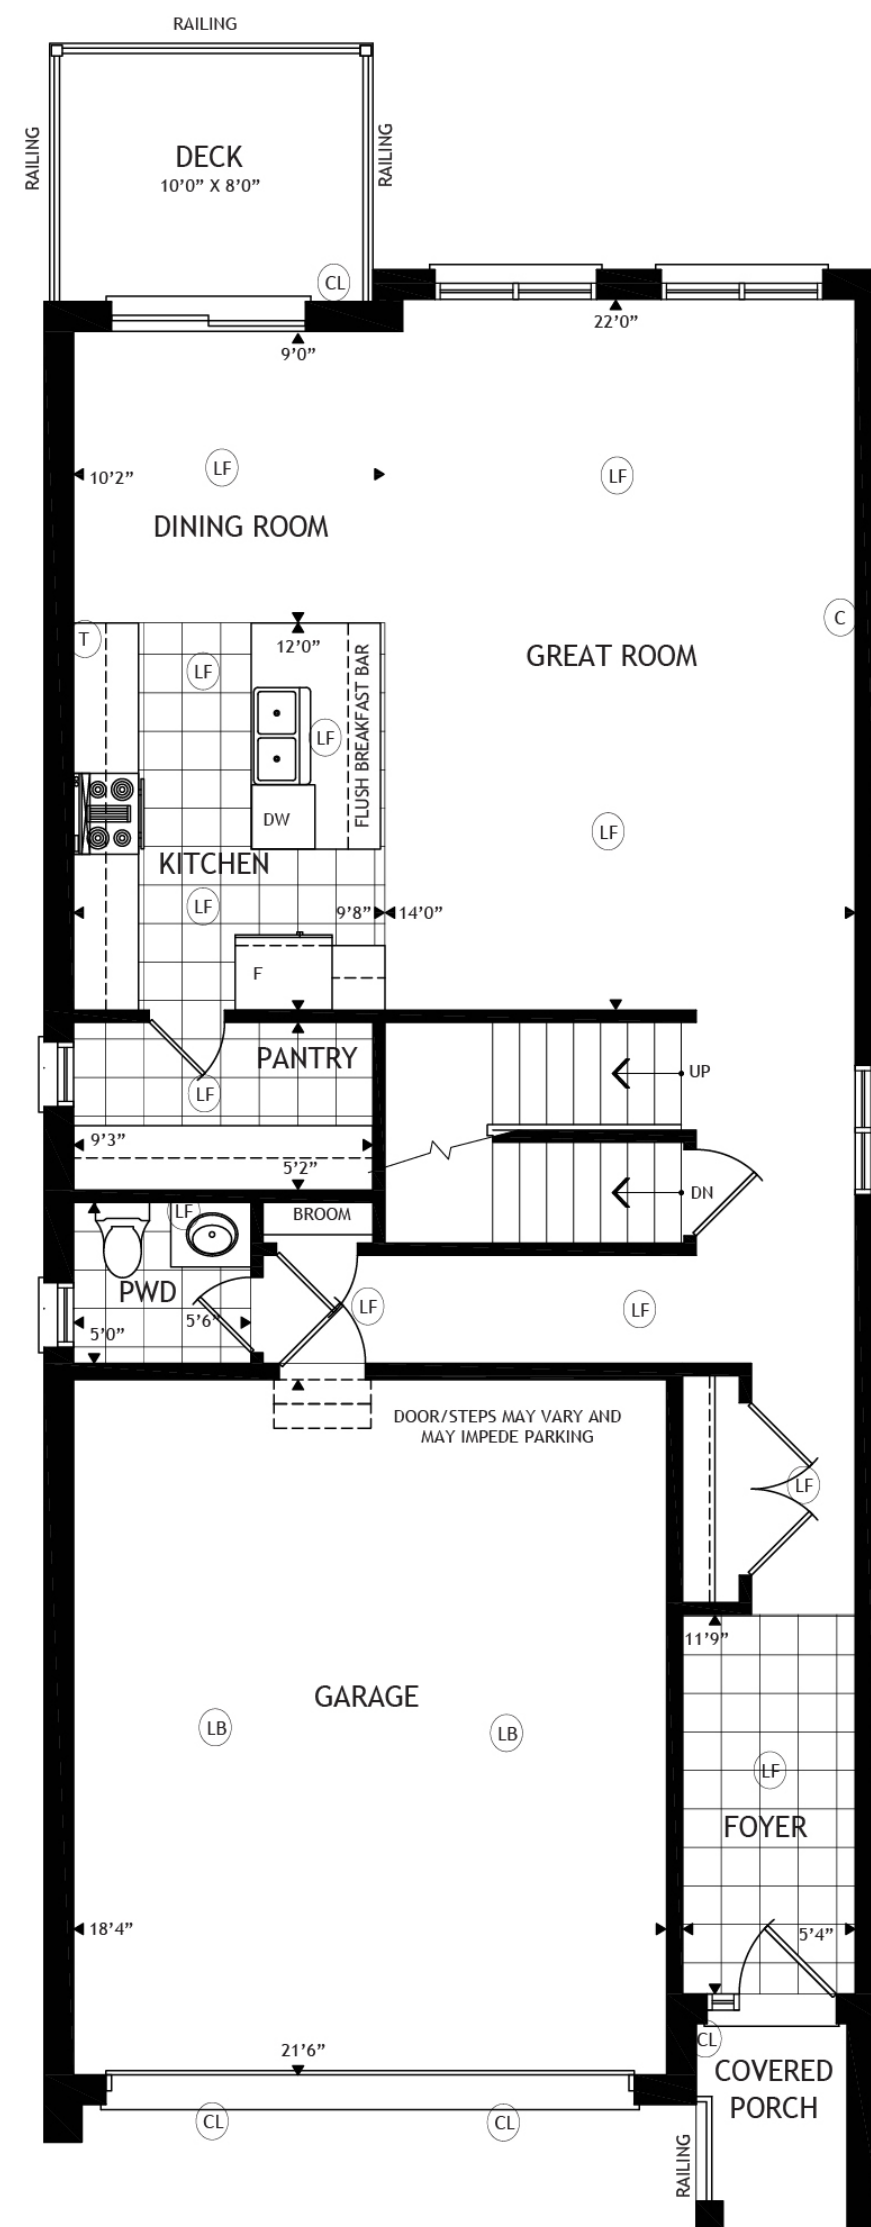 RAILING
RAILING
RAILING
DECK
10’0” X 8’0”
CL
22’0”
9’0”
LF
LF
10’2”
DINING ROOM
C
T
12’0”
GREAT ROOM
LF
FLUSH BREAKFAST BAR
LF
DW
LF
KITCHEN
LF
9’8”
14’0”
F
PANTRY
UP
LF
9’3”
5’2”
DN
LF
BROOM
PWD
LF
LF
5’6”
5’0”
DOOR/STEPS MAY VARY AND
MAY IMPEDE PARKING
LF
11’9”
GARAGE
LB
LB
LF
FOYER
18’4”
5’4”
21’6”
CL
COVERED
PORCH
CL
CL
RAILING